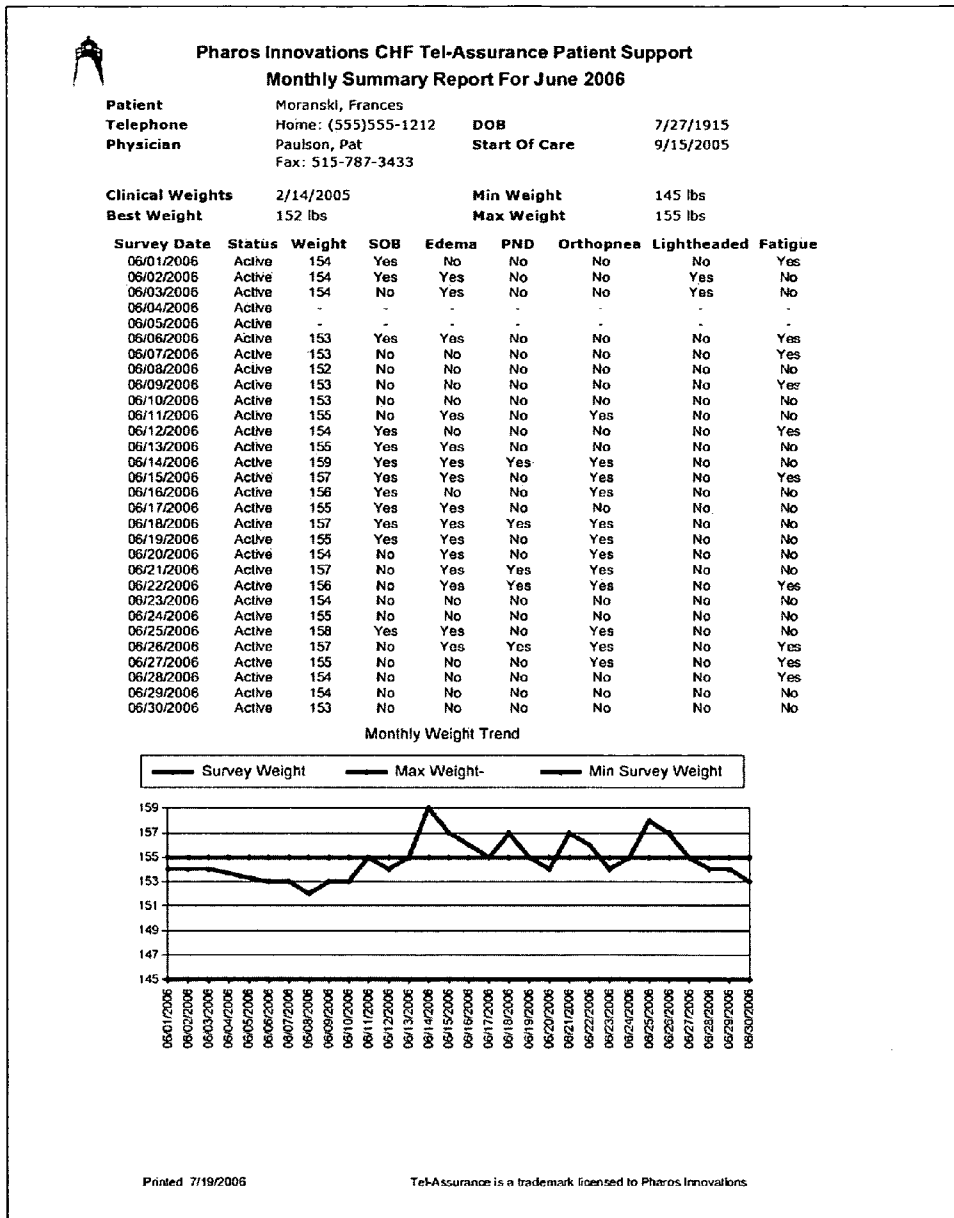 Pharos Innovations CHF Tel-Assurance Patient Support
Monthly Summary Report For June 2006
Patient Moranski, Frances
Telephone Home: (555)555-1212 DOB 7/27/1915
Physician Paulson, Pat Start Of Care 9/15/2005
Fax: 515-787-3433
Clinical Weights 2/14/2005 Min Weight 145 lbs
Best Weight 152 lbs Max Weight 155 lbs
Survey Date Status Weight SOB Edema PND Orthopnea Lightheaded Fatigue
06/01/2006 Active 154 Yes No No No No Yes
06/02/2006 Active 154 Yes Yes No No Yes No
06/03/2006 Active 154 No Yes No No Yes No
06/04/2006 Active - - - - - - -
06/05/2006 Active - - - - - - -
06/06/2006 Active 153 Yes Yes No No No Yes
06/07/2006 Active 153 No No No No No Yes
06/08/2006 Active 152 No No No No No No
06/09/2006 Active 153 No No No No No Yes
06/10/2006 Active 153 No No No No No No
06/11/2006 Active 155 No Yes No Yes No No
06/12/2006 Active 154 Yes No No No No Yes
06/13/2006 Active 155 Yes Yes No No No No
06/14/2006 Active 159 Yes Yes Yes Yes No No
06/15/2006 Active 157 Yes Yes No Yes No Yes
06/16/2006 Active 156 Yes No No Yes No No
06/17/2006 Active 155 Yes Yes No No No No
06/18/2006 Active 157 Yes Yes Yes Yes No No
06/19/2006 Active 155 Yes Yes No Yes No No
06/20/2006 Active 154 No Yes No Yes No No
06/21/2006 Active 157 No Yes Yes Yes No No
06/22/2006 Active 156 No Yes Yes Yes No Yes
06/23/2006 Active 154 No No No No No No
06/24/2006 Active 155 No No No No No No
06/25/2006 Active 158 Yes Yes No Yes No No
06/26/2006 Active 157 No Yes Yes Yes No Yes
06/27/2006 Active 155 No No No Yes No Yes
06/28/2006 Active 154 No No No No No Yes
06/29/2006 Active 154 No No No No No No
06/30/2006 Active 153 No No No No No No
Monthly Weight Trend
Survey Weight Max Weight- Min Survey Weight
159
157
155
153
151
149
147
145
06/01/2006
06/02/2006
06/03/2006
06/04/2006
06/05/2006
06/06/2006
06/07/2006
06/08/2006
06/09/2006
06/10/2006
06/11/2006
06/12/2006
06/13/2006
06/14/2006
06/15/2006
06/16/2006
06/17/2006
06/18/2006
06/19/2006
06/20/2006
06/21/2006
06/22/2006
06/23/2006
06/24/2006
06/25/2006
06/26/2006
06/27/2006
06/28/2006
06/29/2006
06/30/2006
Printed 7/19/2006 Tel-Assurance is a trademark licensed to Pharos Innovations